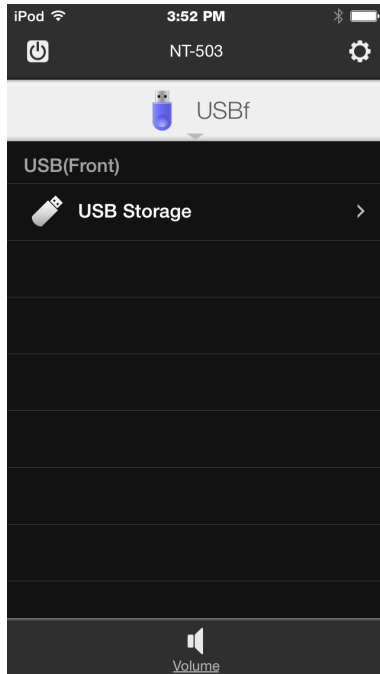 iPod 3:52 PM
NT-503
USBf
USB(Front)
USB Storage
Volume